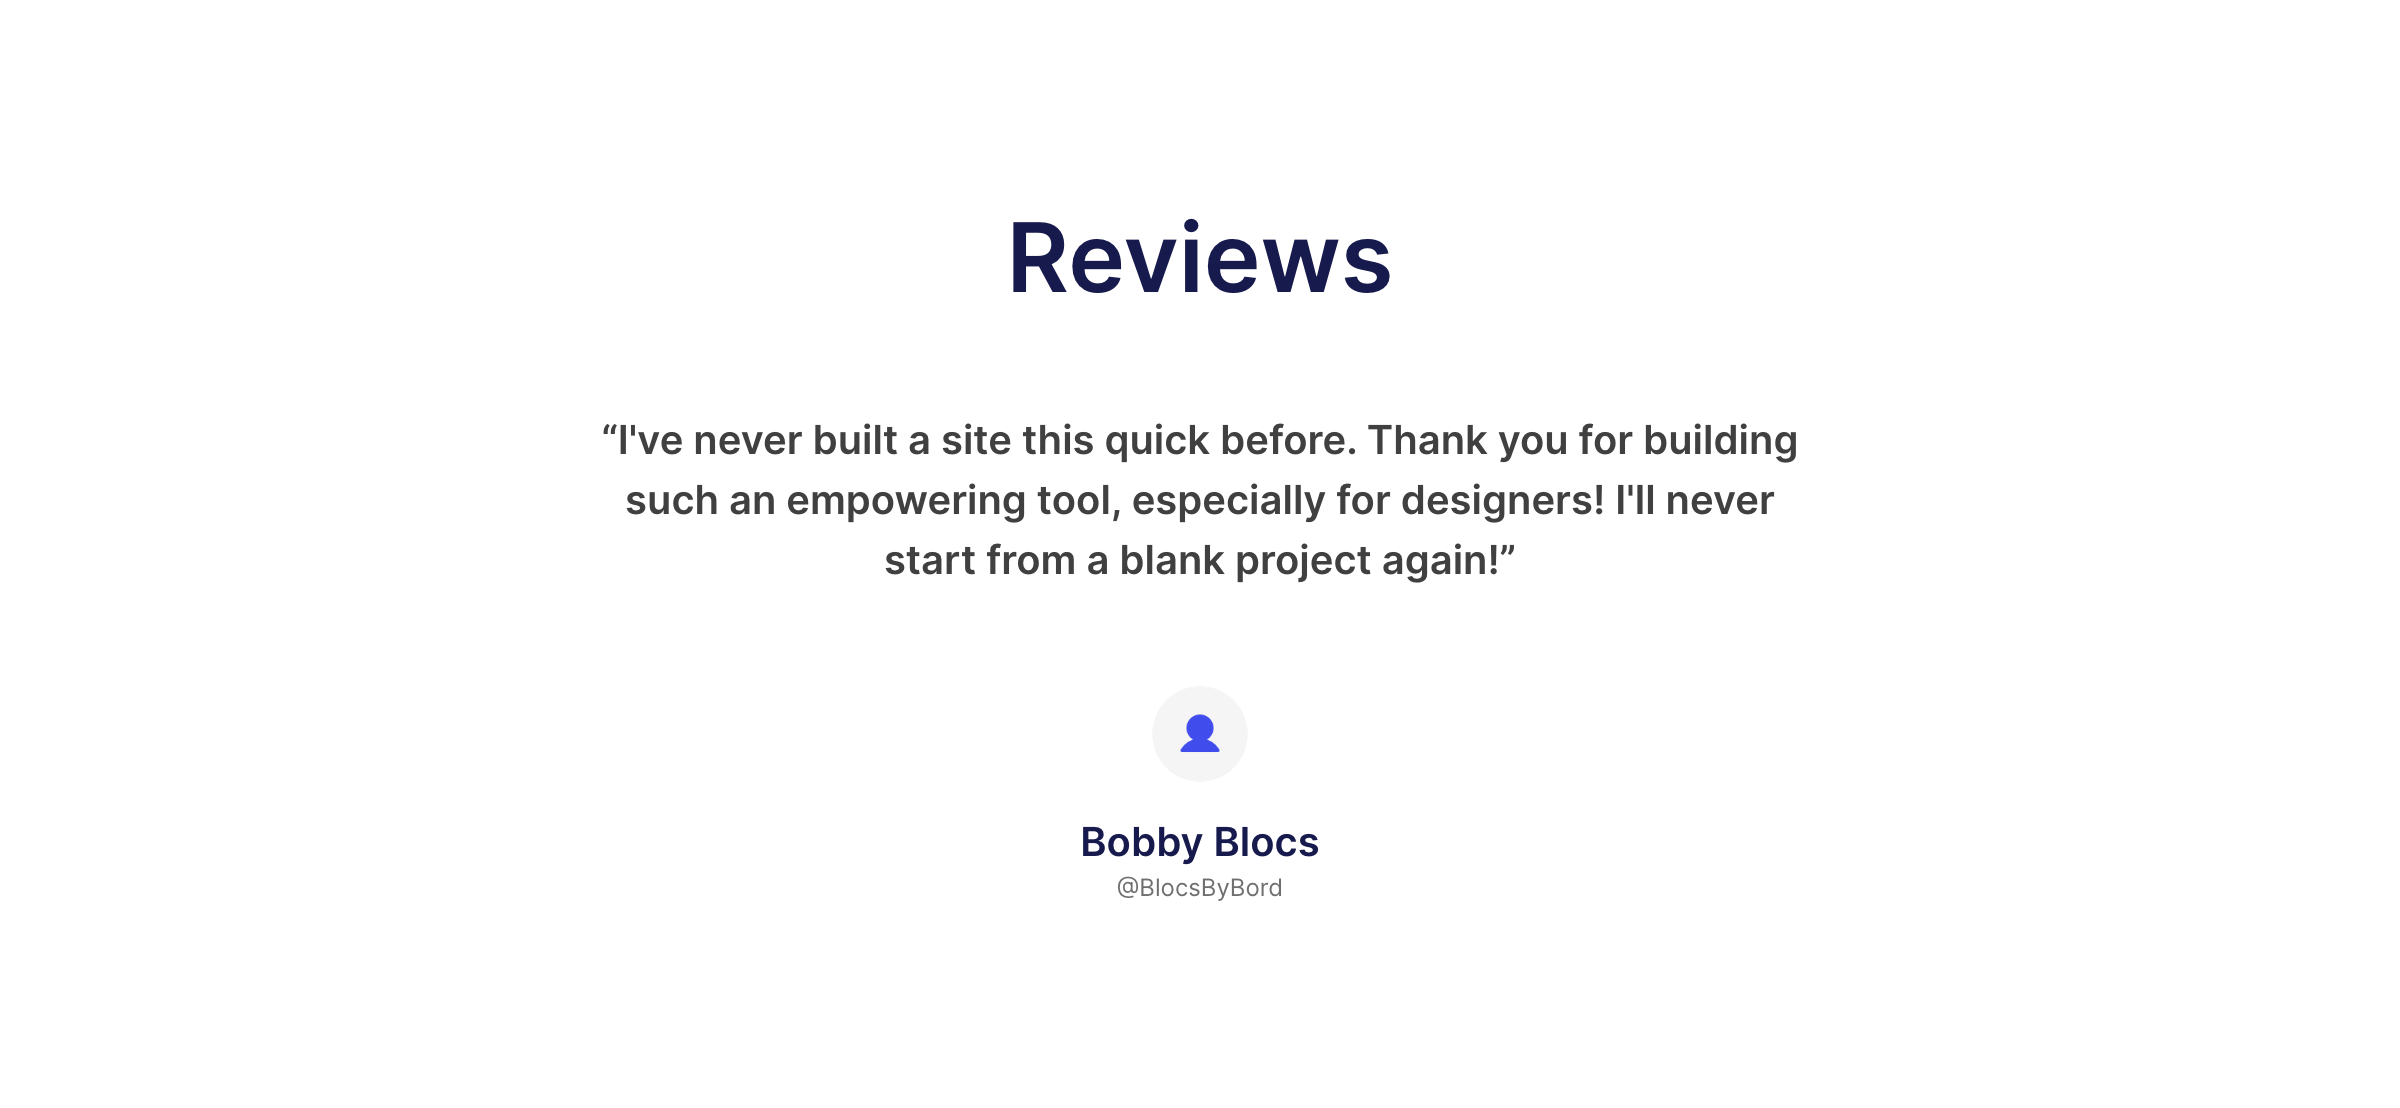 Reviews
“I've never built a site this quick before. Thank you for building
such an empowering tool, especially for designers! I'll never
start from a blank project again!”
Bobby Blocs
@BlocsByBord